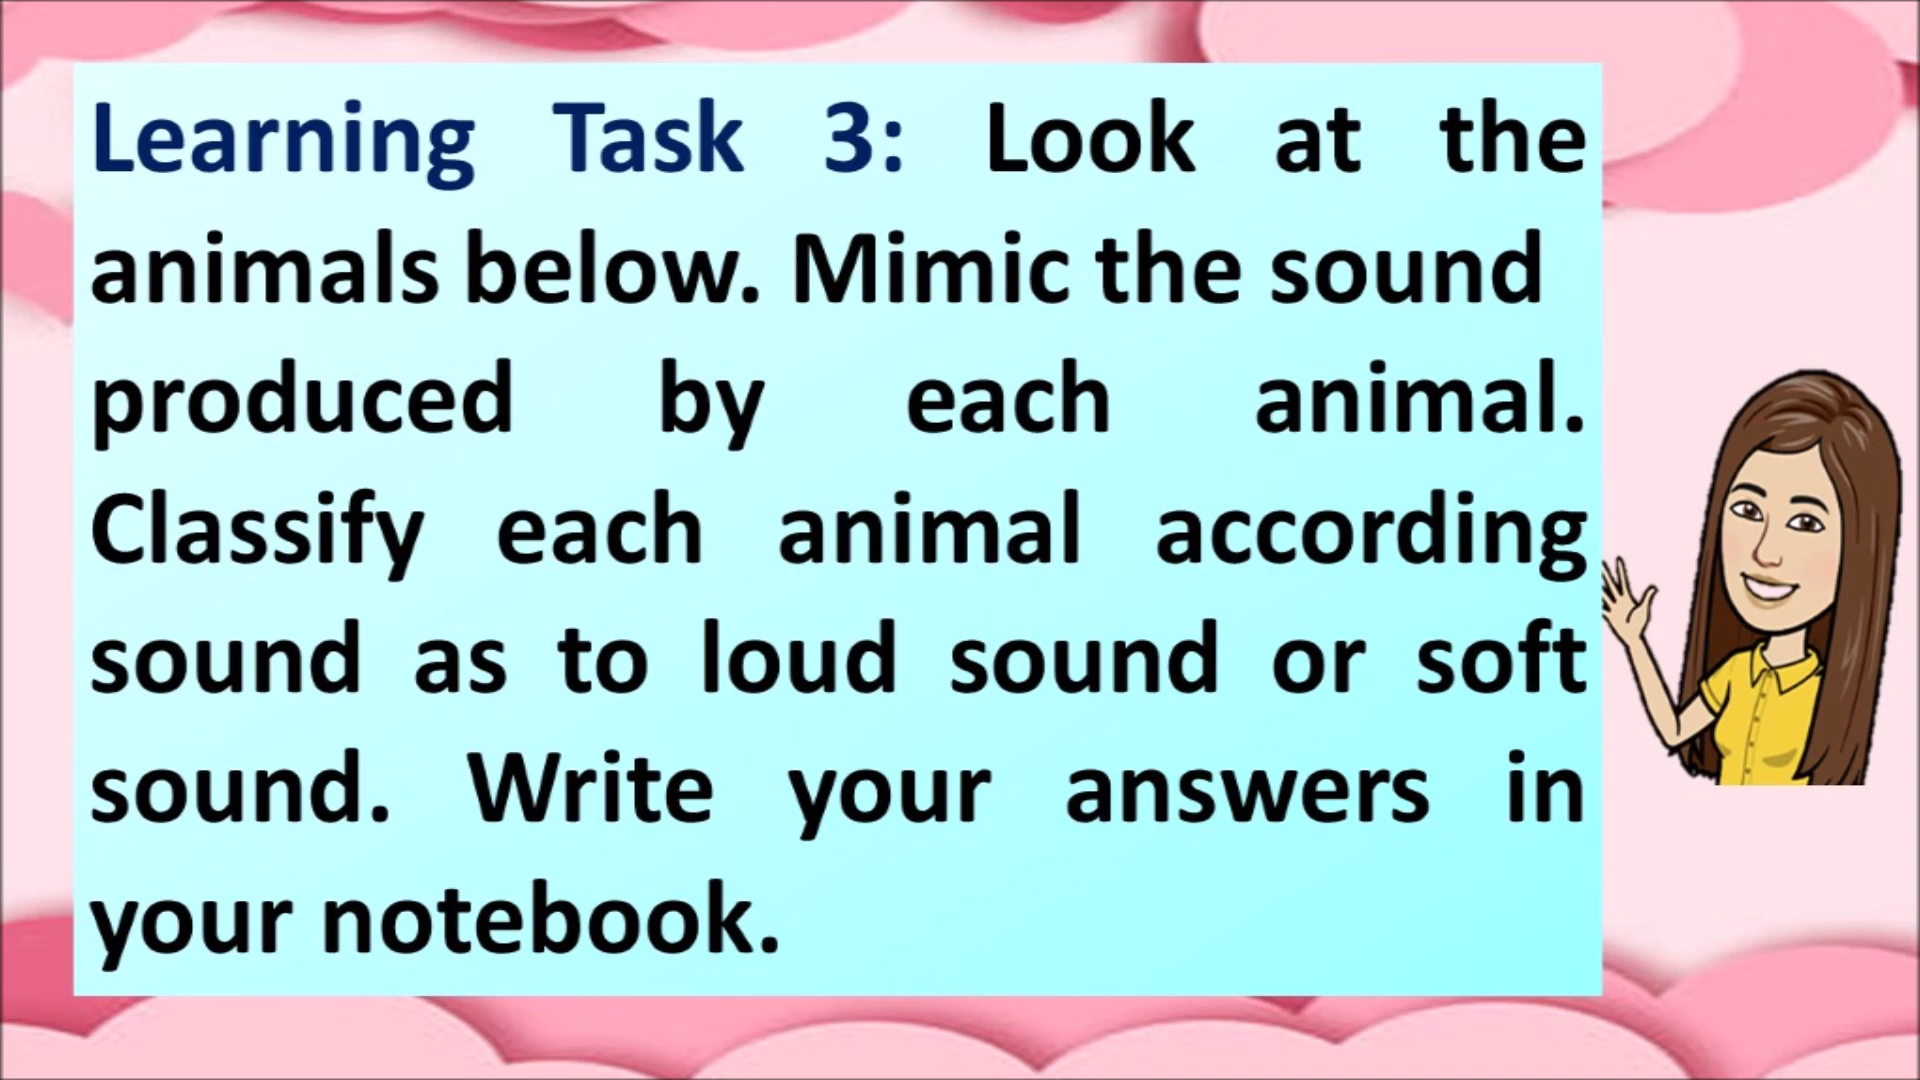 Learning Task 3: Look at the
animals below. Mimic the sound
produced by each animal.
Classify each animal according
sound as to loud sound or soft
sound. Write your answers in
your notebook.